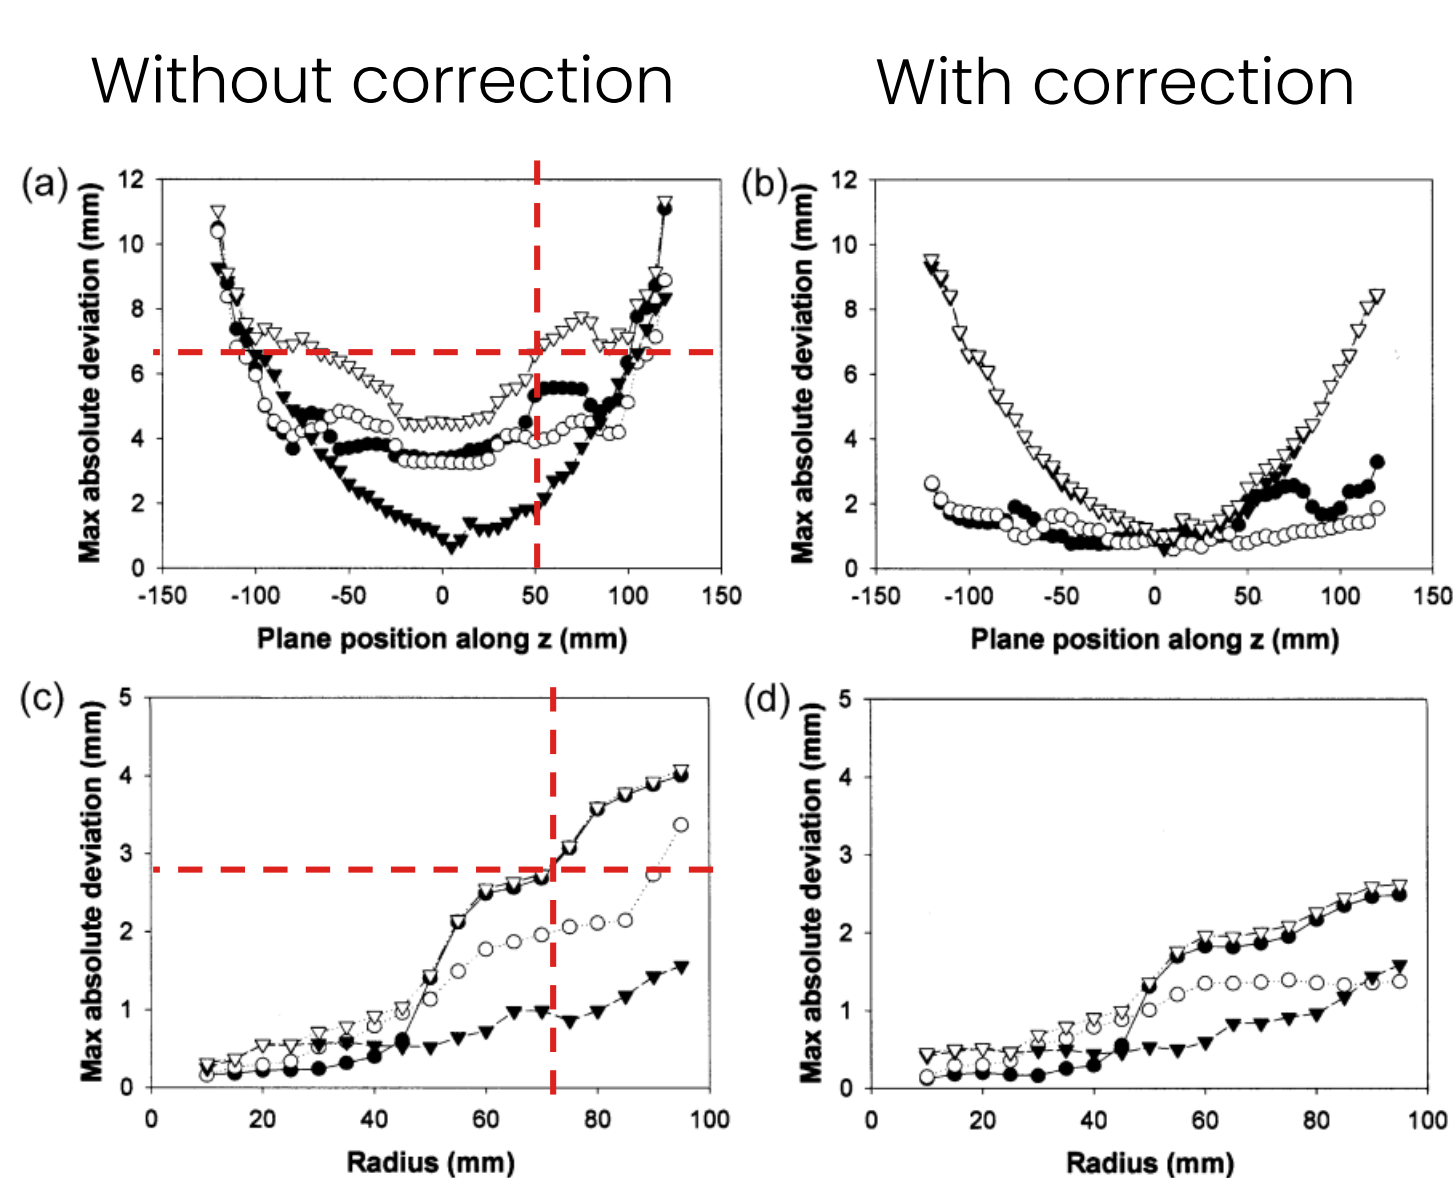 Without correction
With correction
(a)
Max absolute deviation (mm)
12
10
8
6
4
2
0
-150 -100 -50 0 50 100 150
Plane position along z (mm)
(b)
Max absolute deviation (mm)
12
10
8
6
4
2
0
-150 -100 -50 0 50 100 150
Plane position along z (mm)
(c)
Max absolute deviation (mm)
5
4
3
2
1
0
0 20 40 60 80 100
Radius (mm)
(d)
Max absolute deviation (mm)
5
4
3
2
1
0
0 20 40 60 80 100
Radius (mm)